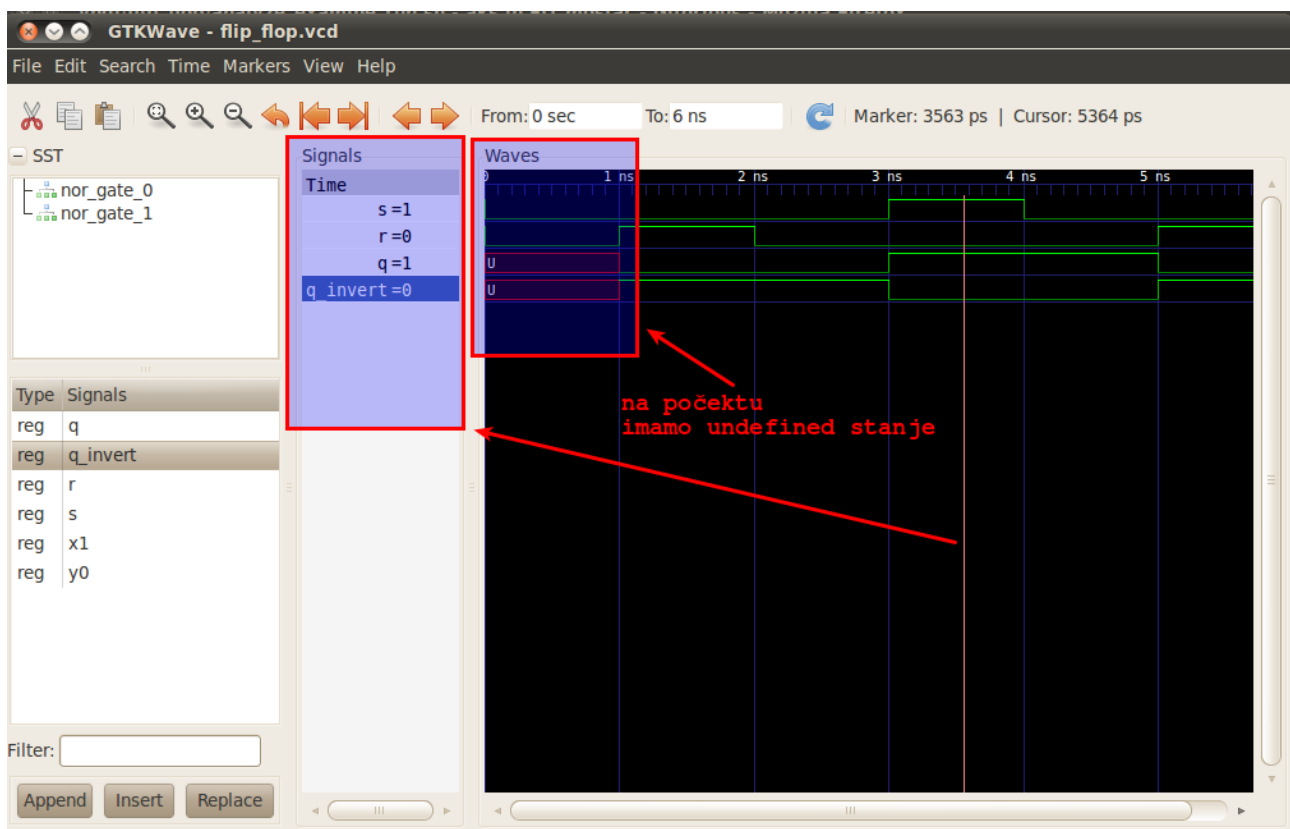 GTKWave - flip_flop.vcd
File Edit Search Time Markers View Help
From: 0 sec To: 6 ns Marker: 3563 ps | Cursor: 5364 ps
SST
nor_gate_0
nor_gate_1
Type Signals
reg q
reg q_invert
reg r
reg s
reg x1
reg y0
Filter:
Append Insert Replace
Signals
Time
s=1
r=0
q=1
q_invert=0
Waves
0 1 ns 2 ns 3 ns 4 ns 5 ns
U
U
na počektu
imamo undefined stanje